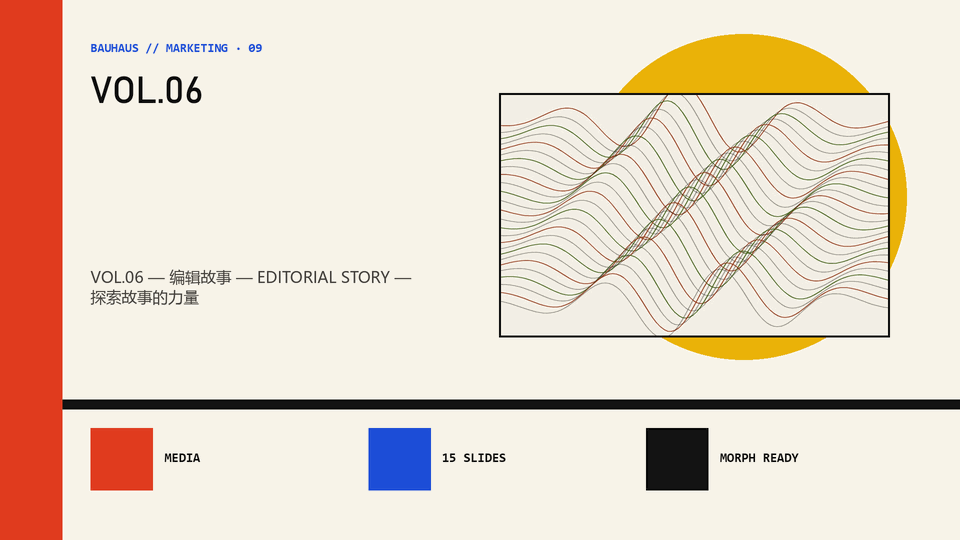 BAUHAUS // MARKETING · 09
VOL.06
VOL.06 — 编辑故事 — EDITORIAL STORY —
探索故事的力量
MEDIA
15 SLIDES
MORPH READY